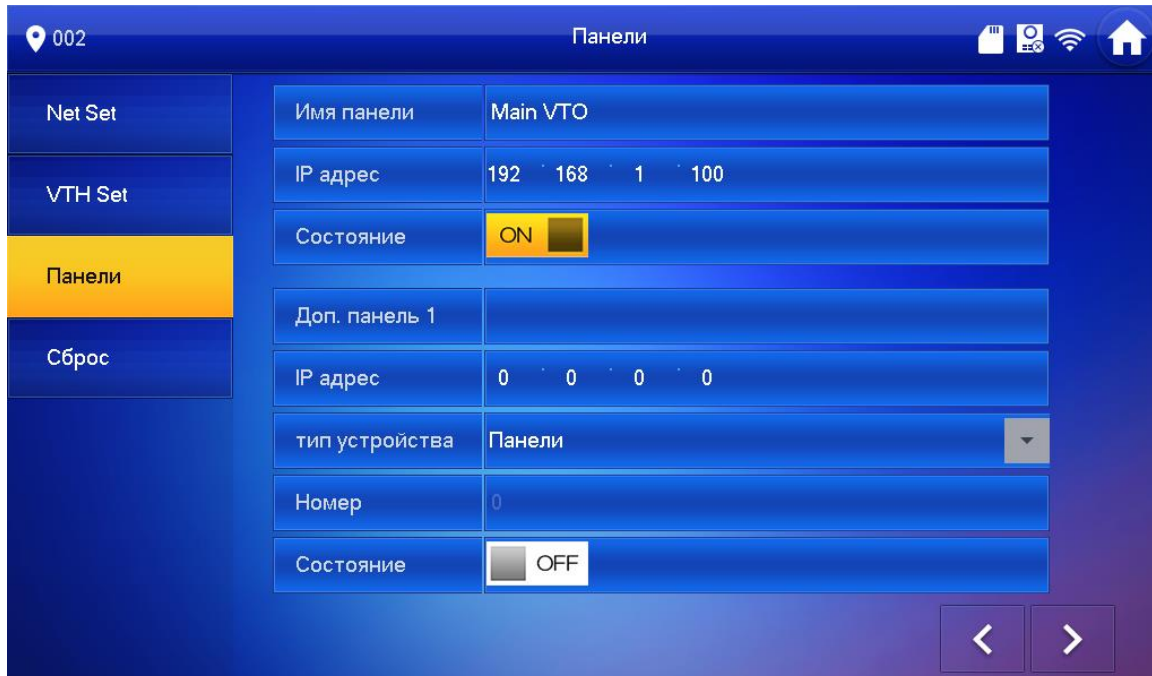 002 Панели
Net Set
VTH Set
Панели
Сброс
Имя панели Main VTO
IP адрес 192 . 168 . 1 . 100
Состояние ON
Доп. панель 1
IP адрес 0 . 0 . 0 . 0
тип устройства Панели
Номер 0
Состояние OFF